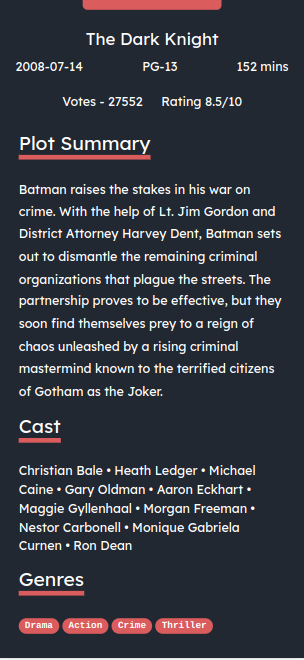 The Dark Knight
2008-07-14 PG-13 152 mins
Votes - 27552 Rating 8.5/10
Plot Summary
Batman raises the stakes in his war on
crime. With the help of Lt. Jim Gordon and
District Attorney Harvey Dent, Batman sets
out to dismantle the remaining criminal
organizations that plague the streets. The
partnership proves to be effective, but they
soon find themselves prey to a reign of
chaos unleashed by a rising criminal
mastermind known to the terrified citizens
of Gotham as the Joker.
Cast
Christian Bale • Heath Ledger • Michael
Caine • Gary Oldman • Aaron Eckhart •
Maggie Gyllenhaal • Morgan Freeman •
Nestor Carbonell • Monique Gabriela
Curnen • Ron Dean
Genres
Drama Action Crime Thriller